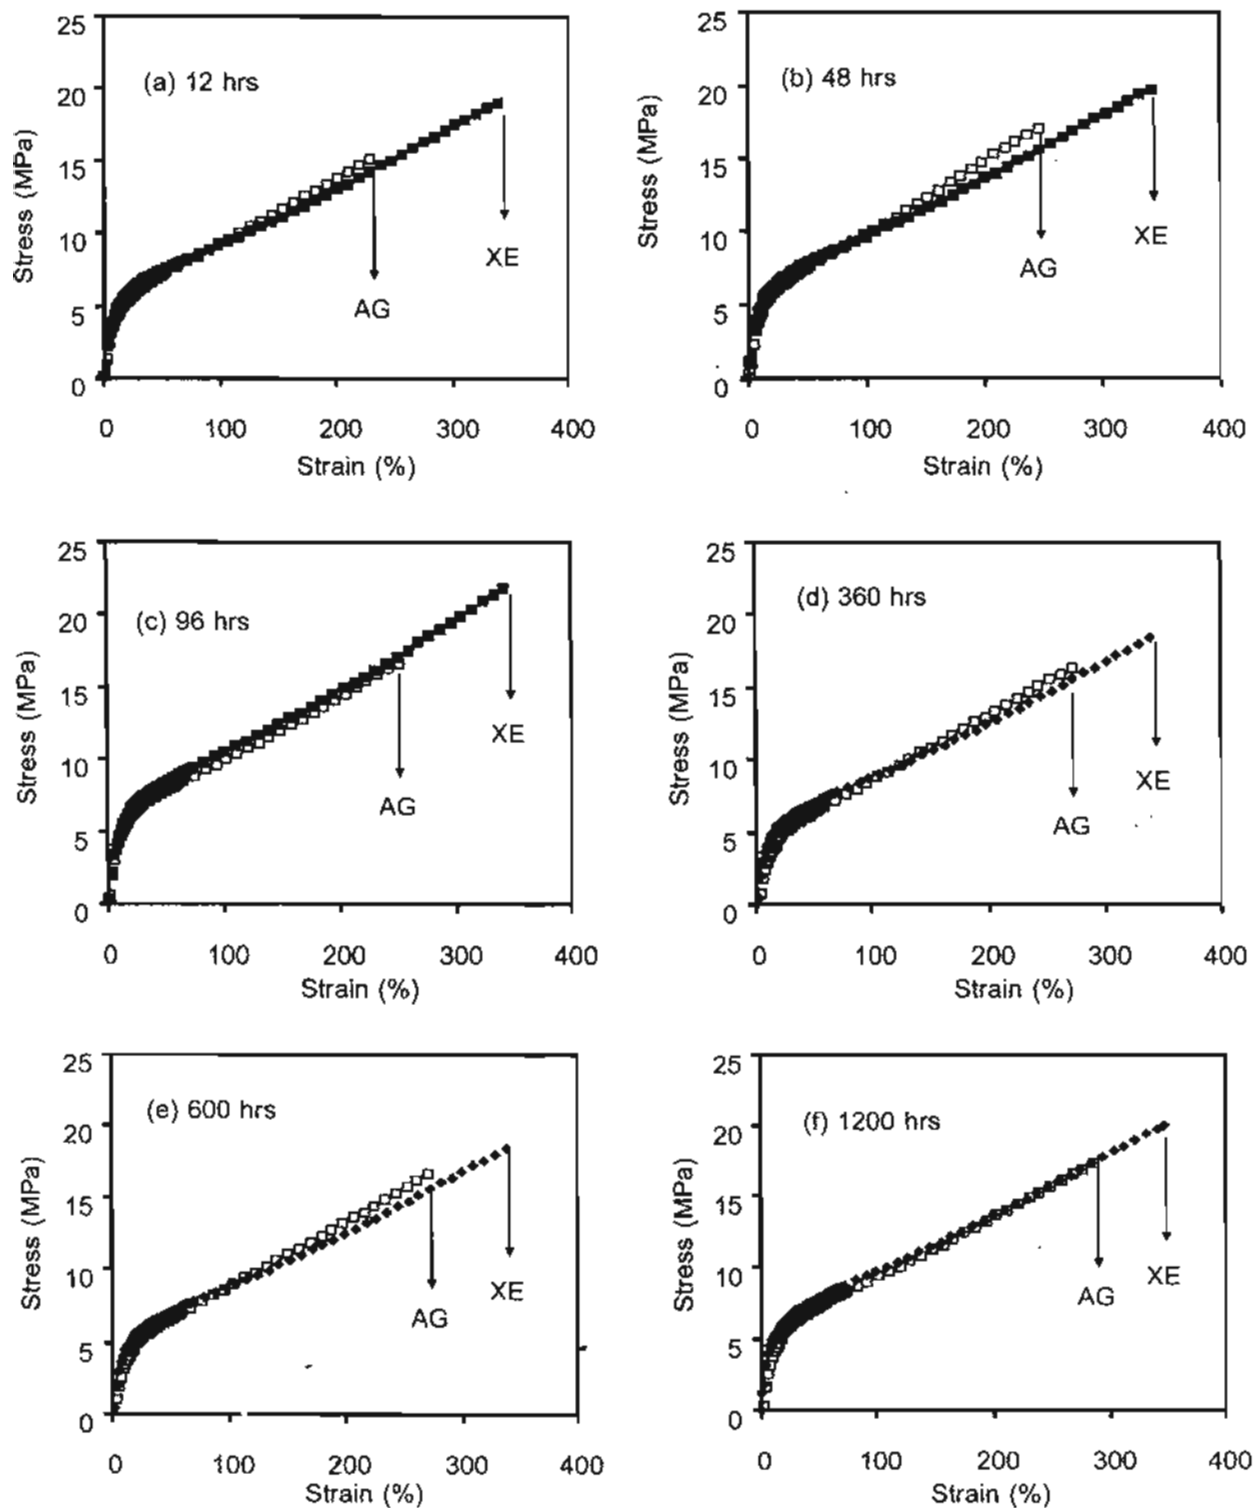 25
20
15
10
5
0
Stress (MPa)
(a) 12 hrs
AG
XE
0 100 200 300 400
Strain (%)
25
20
15
10
5
0
Stress (MPa)
(b) 48 hrs
AG
XE
0 100 200 300 400
Strain (%)
25
20
15
10
5
0
Stress (MPa)
(c) 96 hrs
AG
XE
0 100 200 300 400
Strain (%)
25
20
15
10
5
0
Stress (MPa)
(d) 360 hrs
AG
XE
0 100 200 300 400
Strain (%)
25
20
15
10
5
0
Stress (MPa)
(e) 600 hrs
AG
XE
0 100 200 300 400
Strain (%)
25
20
15
10
5
0
Stress (MPa)
(f) 1200 hrs
AG
XE
0 100 200 300 400
Strain (%)